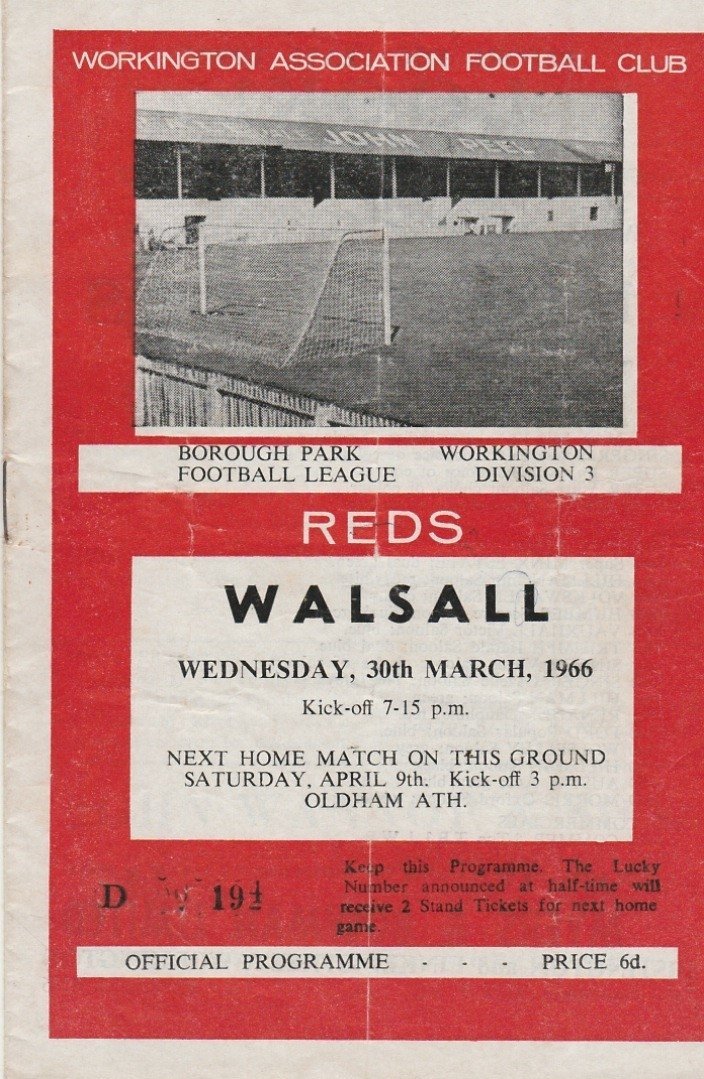 WORKINGTON ASSOCIATION FOOTBALL CLUB
JOHN PEEL
BOROUGH PARK WORKINGTON
FOOTBALL LEAGUE DIVISION 3
REDS
WALSALL
WEDNESDAY, 30th MARCH, 1966
Kick-off 7-15 p.m.
NEXT HOME MATCH ON THIS GROUND
SATURDAY, APRIL 9th. Kick-off 3 p.m.
OLDHAM ATH.
Keep this Programme. The Lucky
Number announced at half-time will
receive 2 Stand Tickets for next home
game.
D
OFFICIAL PROGRAMME - - - PRICE 6d.